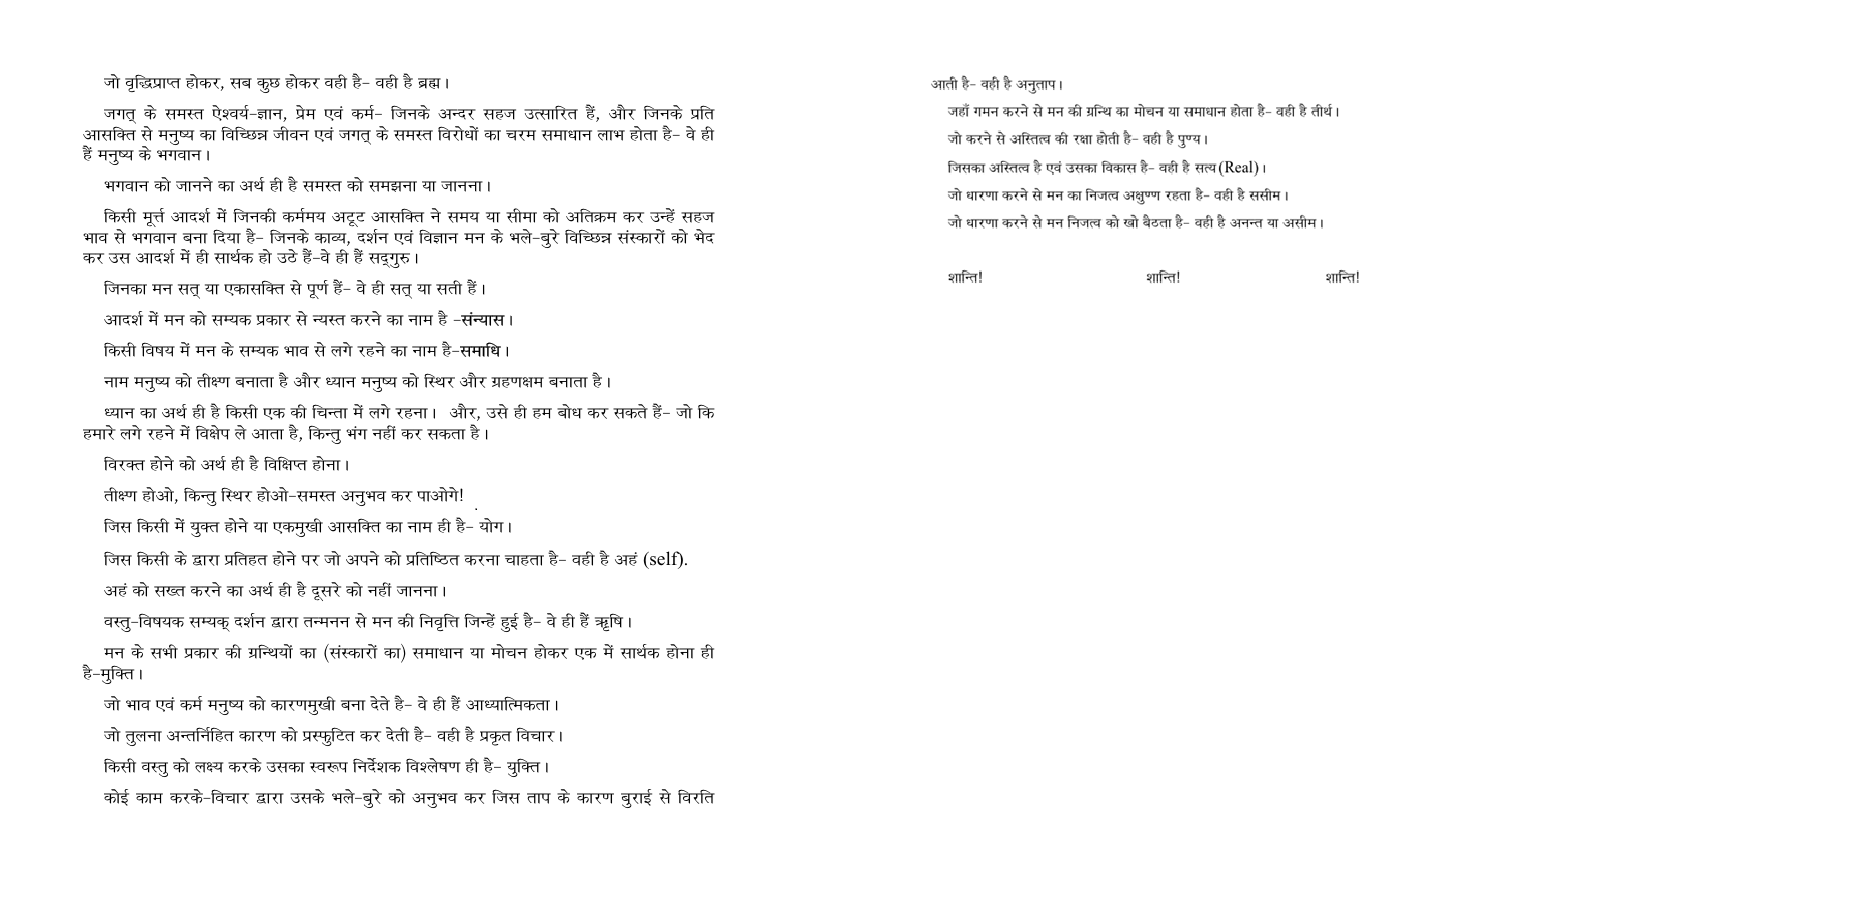 जो वृद्धिप्राप्त होकर, सब कुछ होकर वही है- वही है ब्रह्म।
जगत् के समस्त ऐश्वर्य-ज्ञान, प्रेम एवं कर्म- जिनके अन्दर सहज उत्सारित हैं, और जिनके प्रति
आसक्ति से मनुष्य का विच्छिन्न जीवन एवं जगत् के समस्त विरोधों का चरम समाधान लाभ होता है- वे ही
हैं मनुष्य के भगवान।
भगवान को जानने का अर्थ ही है समस्त को समझना या जानना।
किसी मूर्त्त आदर्श में जिनकी कर्ममय अटूट आसक्ति ने समय या सीमा को अतिक्रम कर उन्हें सहज
भाव से भगवान बना दिया है- जिनके काव्य, दर्शन एवं विज्ञान मन के भले-बुरे विच्छिन्न संस्कारों को भेद
कर उस आदर्श में ही सार्थक हो उठे हैं-वे ही हैं सद्‌गुरु।
जिनका मन सत् या एकासक्ति से पूर्ण हैं- वे ही सत् या सती हैं।
आदर्श में मन को सम्यक प्रकार से न्यस्त करने का नाम है -संन्यास।
किसी विषय में मन के सम्यक भाव से लगे रहने का नाम है-समाधि।
नाम मनुष्य को तीक्ष्ण बनाता है और ध्यान मनुष्य को स्थिर और ग्रहणक्षम बनाता है।
ध्यान का अर्थ ही है किसी एक की चिन्ता में लगे रहना। और, उसे ही हम बोध कर सकते हैं- जो कि
हमारे लगे रहने में विक्षेप ले आता है, किन्तु भंग नहीं कर सकता है।
विरक्त होने को अर्थ ही है विक्षिप्त होना।
तीक्ष्ण होओ, किन्तु स्थिर होओ-समस्त अनुभव कर पाओगे!
जिस किसी में युक्त होने या एकमुखी आसक्ति का नाम ही है- योग।
जिस किसी के द्वारा प्रतिहत होने पर जो अपने को प्रतिष्ठित करना चाहता है- वही है अहं (self).
अहं को सख्त करने का अर्थ ही है दूसरे को नहीं जानना।
वस्तु-विषयक सम्यक् दर्शन द्वारा तन्मनन से मन की निवृत्ति जिन्हें हुई है- वे ही हैं ऋषि।
मन के सभी प्रकार की ग्रन्थियों का (संस्कारों का) समाधान या मोचन होकर एक में सार्थक होना ही
है-मुक्ति।
जो भाव एवं कर्म मनुष्य को कारणमुखी बना देते है- वे ही हैं आध्यात्मिकता।
जो तुलना अन्तर्निहित कारण को प्रस्फुटित कर देती है- वही है प्रकृत विचार।
किसी वस्तु को लक्ष्य करके उसका स्वरूप निर्देशक विश्लेषण ही है- युक्ति।
कोई काम करके-विचार द्वारा उसके भले-बुरे को अनुभव कर जिस ताप के कारण बुराई से विरति
आती है- वही है अनुताप।
जहाँ गमन करने से मन की ग्रन्थि का मोचन या समाधान होता है- वही है तीर्थ।
जो करने से अस्तित्व की रक्षा होती है- वही है पुण्य।
जिसका अस्तित्व है एवं उसका विकास है- वही है सत्य(Real)।
जो धारणा करने से मन का निजत्व अक्षुण्ण रहता है- वही है ससीम।
जो धारणा करने से मन निजत्व को खो बैठता है- वही है अनन्त या असीम।
शान्ति! शान्ति! शान्ति!